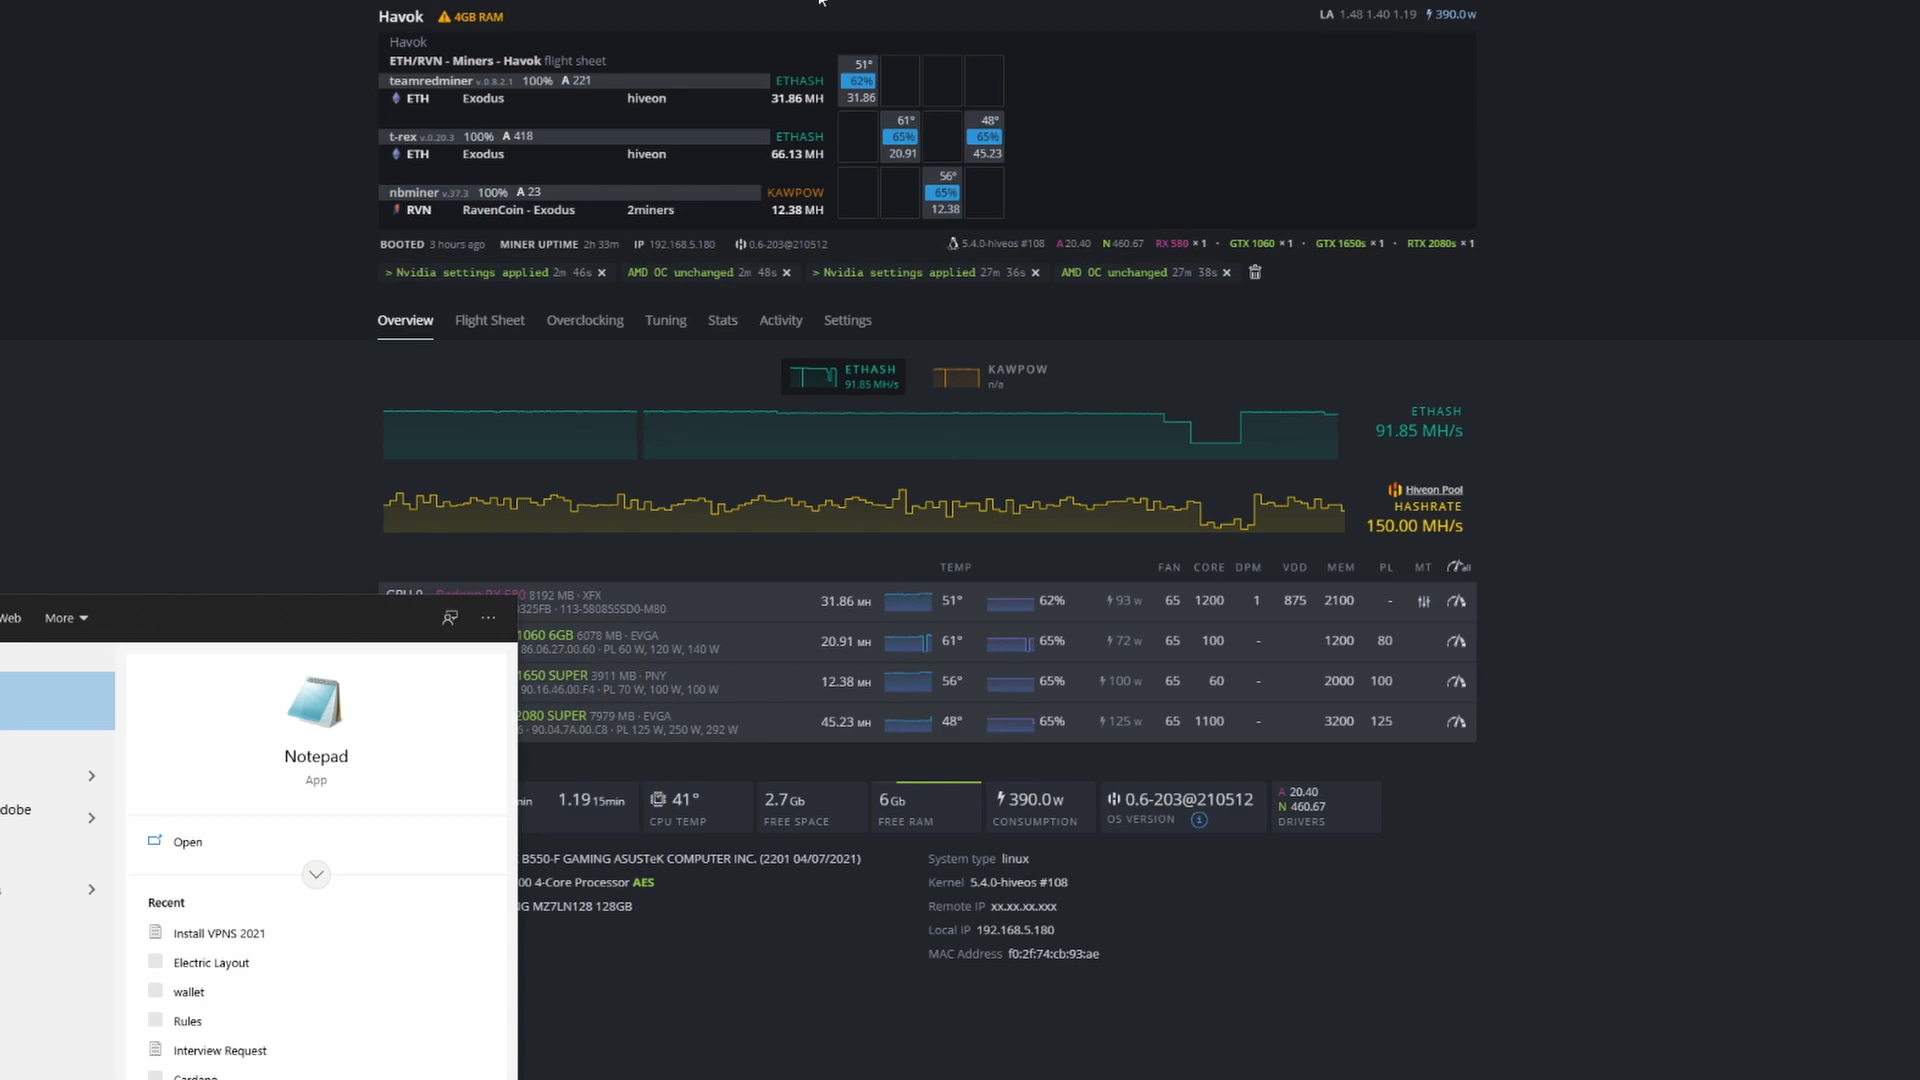 Havok 4GB RAM LA 1.48 1.40 1.19 390.0w
Havok
ETH/RVN - Miners - Havok flight sheet
teamredminer v.0.8.2.1 100% A 221 ETHASH
ETH Exodus hiveon 31.86 MH
t-rex v.0.20.3 100% A 418 ETHASH
ETH Exodus hiveon 66.13 MH
nbminer v.37.3 100% A 23 KAWPOW
RVN RavenCoin - Exodus 2miners 12.38 MH
51°
62%
31.86
61° 48°
65% 65%
20.91 45.23
56°
65%
12.38
BOOTED 3 hours ago MINER UPTIME 2h 33m IP 192.168.5.180 0.6-203@210512 5.4.0-hiveos #108 A 20.40 N 460.67 RX 580 × 1 · GTX 1060 × 1 · GTX 1650s × 1 · RTX 2080s × 1
> Nvidia settings applied 2m 46s × AMD OC unchanged 2m 48s × > Nvidia settings applied 27m 36s × AMD OC unchanged 27m 38s ×
Overview Flight Sheet Overclocking Tuning Stats Activity Settings
ETHASH
91.85 MH/s
KAWPOW
n/a
ETHASH
91.85 MH/s
Hiveon Pool
HASHRATE
150.00 MH/s
TEMP FAN CORE DPM VDD MEM PL MT
8192 MB · XFX
325FB · 113-58085SSD0-M80
31.86 MH 51° 62% 93 w 65 1200 1 875 2100 -
1060 6GB 6078 MB · EVGA
86.06.27.00.60 · PL 60 W, 120 W, 140 W
20.91 MH 61° 65% 72 w 65 100 - 1200 80
1650 SUPER 3911 MB · PNY
90.16.46.00.F4 · PL 70 W, 100 W, 100 W
12.38 MH 56° 65% 100 w 65 60 - 2000 100
2080 SUPER 7979 MB · EVGA
6 · 90.04.7A.00.C8 · PL 125 W, 250 W, 292 W
45.23 MH 48° 65% 125 w 65 1100 - 3200 125
min 1.19 15min
41°
CPU TEMP
2.7 Gb
FREE SPACE
6 Gb
FREE RAM
390.0 w
CONSUMPTION
0.6-203@210512
OS VERSION
A 20.40
N 460.67
DRIVERS
B550-F GAMING ASUSTeK COMPUTER INC. (2201 04/07/2021)
00 4-Core Processor AES
NG MZ7LN128 128GB
System type linux
Kernel 5.4.0-hiveos #108
Remote IP xx.xx.xx.xxx
Local IP 192.168.5.180
MAC Address f0:2f:74:cb:93:ae
Web More
dobe
Notepad
App
Open
Recent
Install VPNS 2021
Electric Layout
wallet
Rules
Interview Request
Cardano